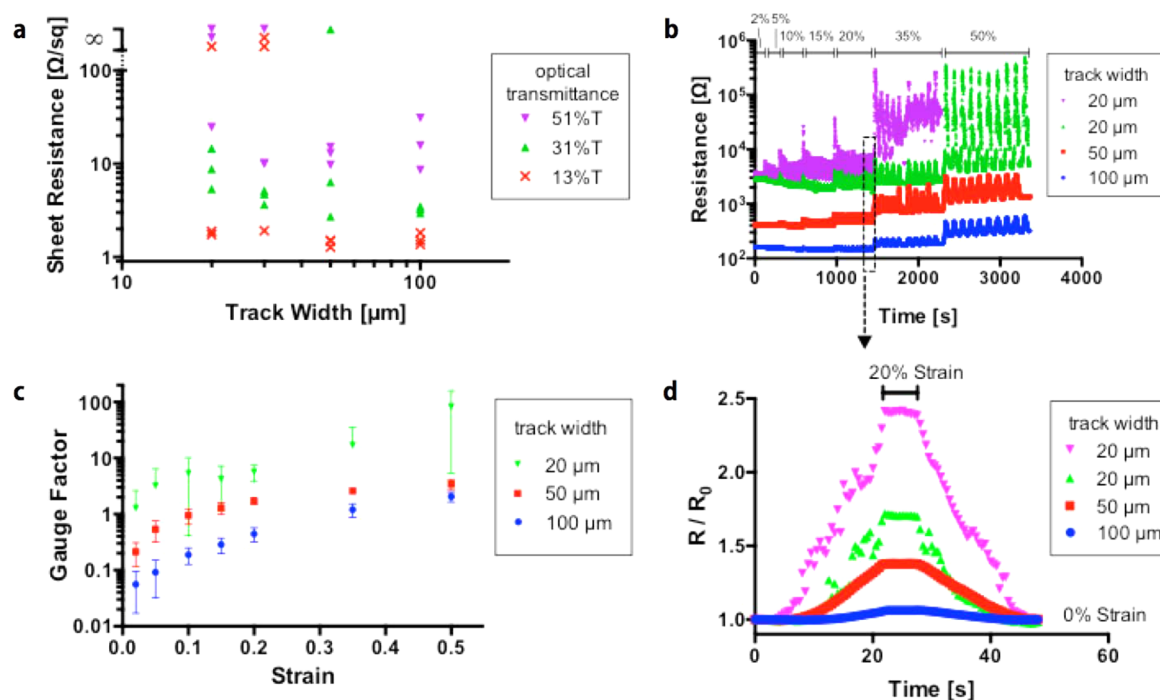 a
Sheet Resistance [Ω/sq]
∞
100
10
1
10
100
Track Width [µm]
optical
transmittance
51%T
31%T
13%T
b
2% 5%
10% 15% 20% 35% 50%
Resistance [Ω]
10⁶
10⁵
10⁴
10³
10²
0 1000 2000 3000 4000
Time [s]
track width
20 µm
20 µm
50 µm
100 µm
c
Gauge Factor
100
10
1
0.1
0.01
0.0 0.1 0.2 0.3 0.4 0.5
Strain
track width
20 µm
50 µm
100 µm
d
20% Strain
R / R₀
2.5
2.0
1.5
1.0
0% Strain
0 20 40 60
Time [s]
track width
20 µm
20 µm
50 µm
100 µm